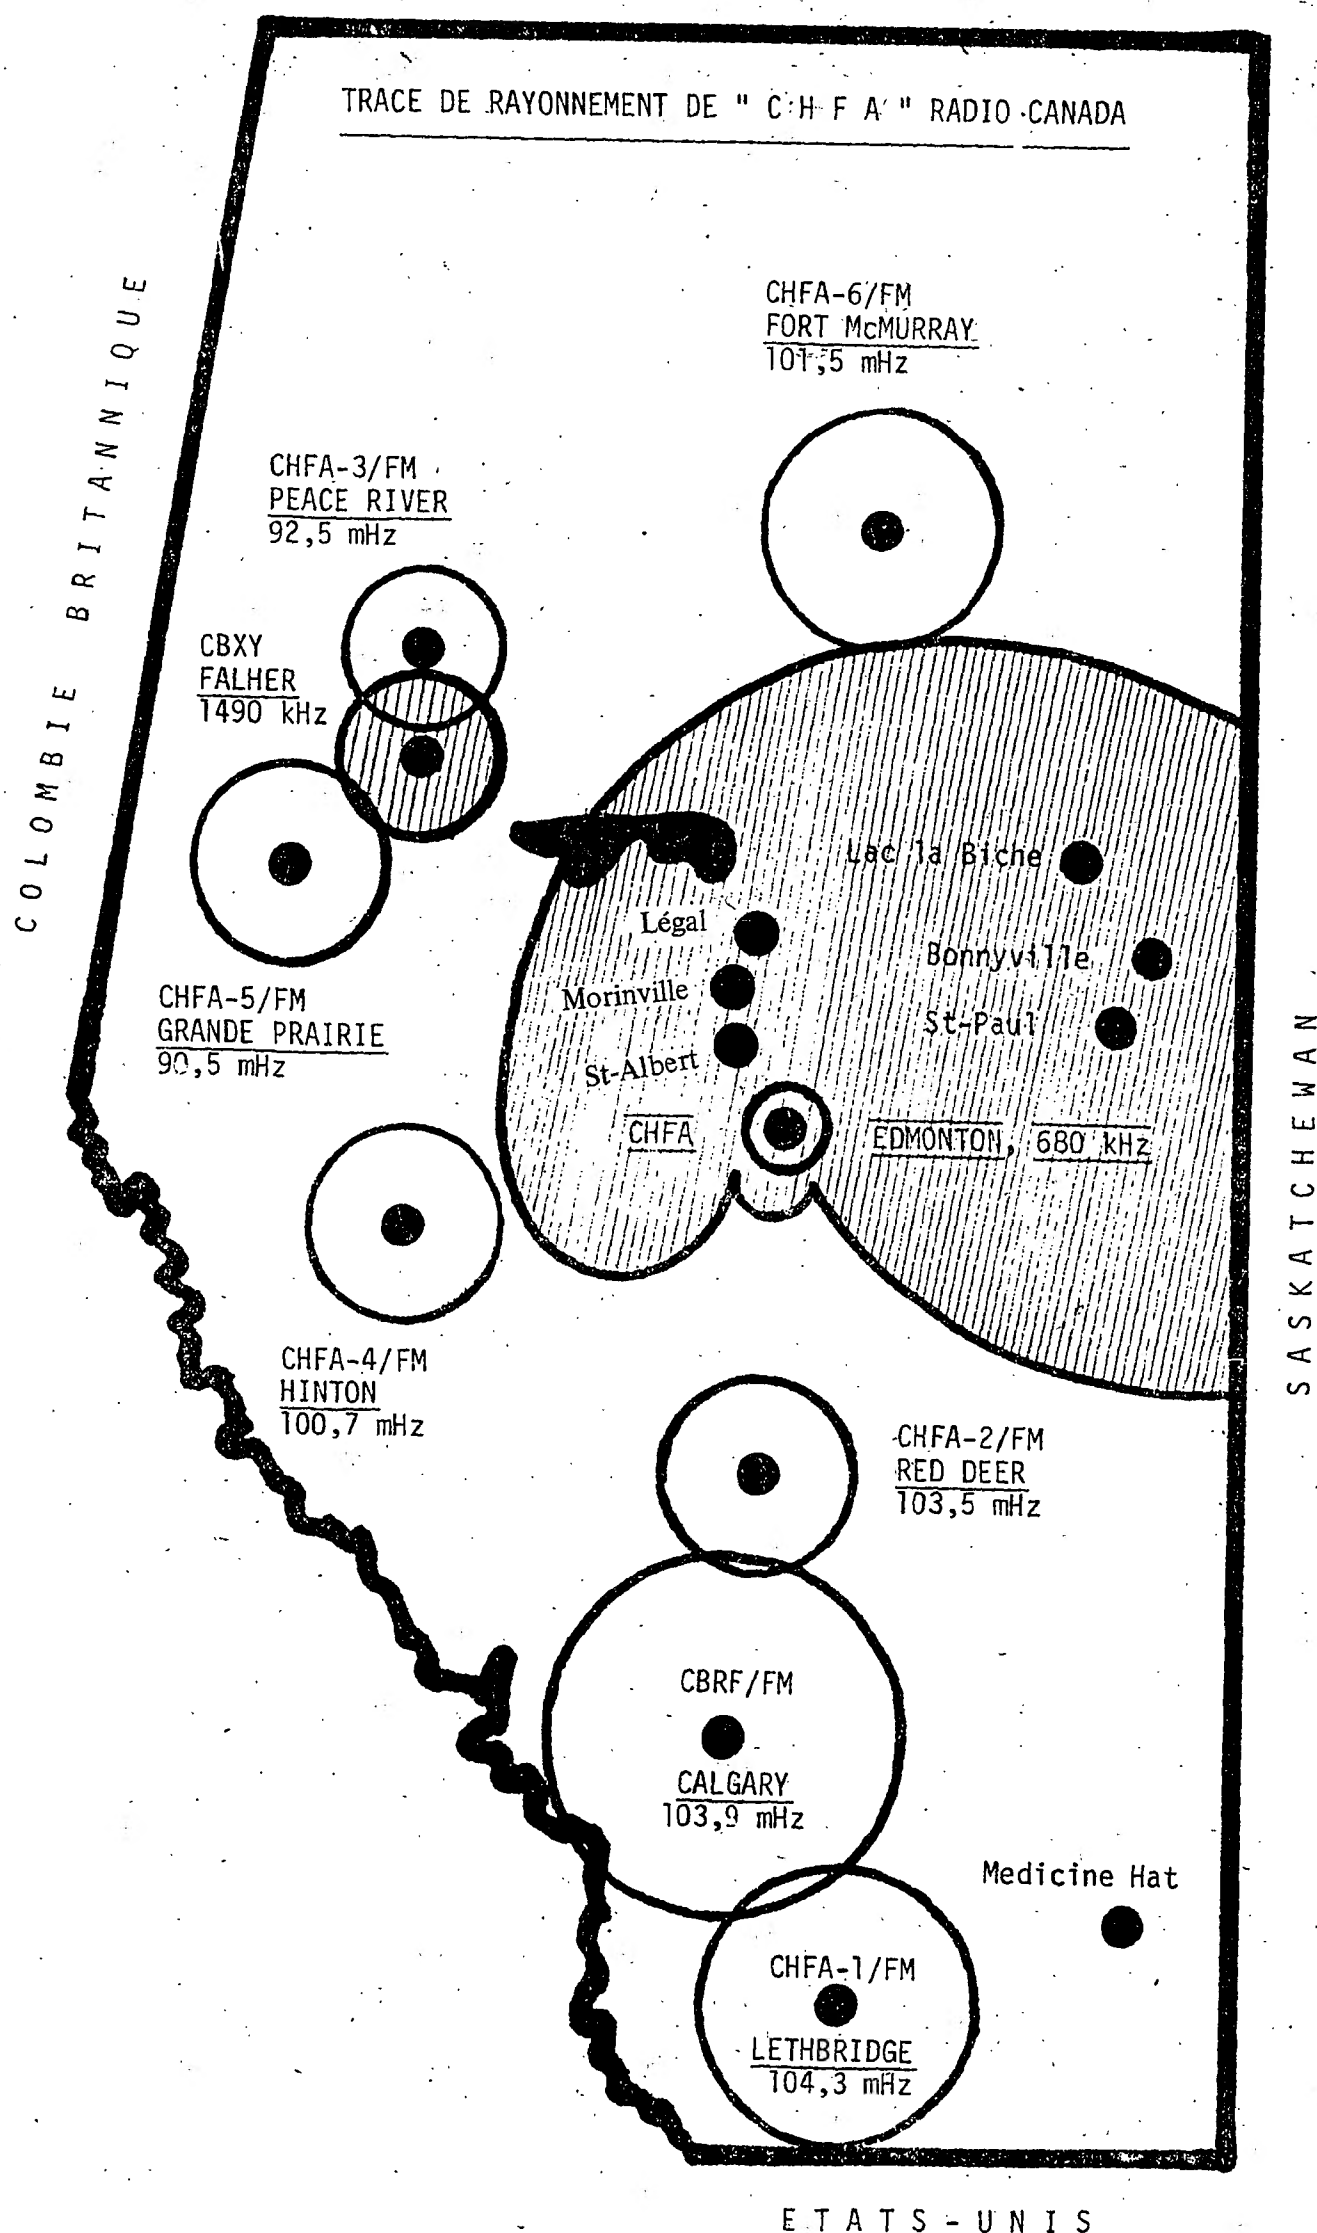 TRACE DE RAYONNEMENT DE " C H F A " RADIO CANADA
CHFA-6/FM
FORT McMURRAY
101,5 mHz
COLOMBIE BRITANNIQUE
CHFA-3/FM
PEACE RIVER
92,5 mHz
CBXY
FALHER
1490 kHz
Lac la Biche
Légal
Bonnyville
Morinville
St-Paul
St-Albert
CHFA-5/FM
GRANDE PRAIRIE
90,5 mHz
CHFA
EDMONTON, 680 kHz
SASKATCHEWAN
CHFA-4/FM
HINTON
100,7 mHz
CHFA-2/FM
RED DEER
103,5 mHz
CBRF/FM
CALGARY
103,9 mHz
Medicine Hat
CHFA-1/FM
LETHBRIDGE
104,3 mHz
ETATS-UNIS